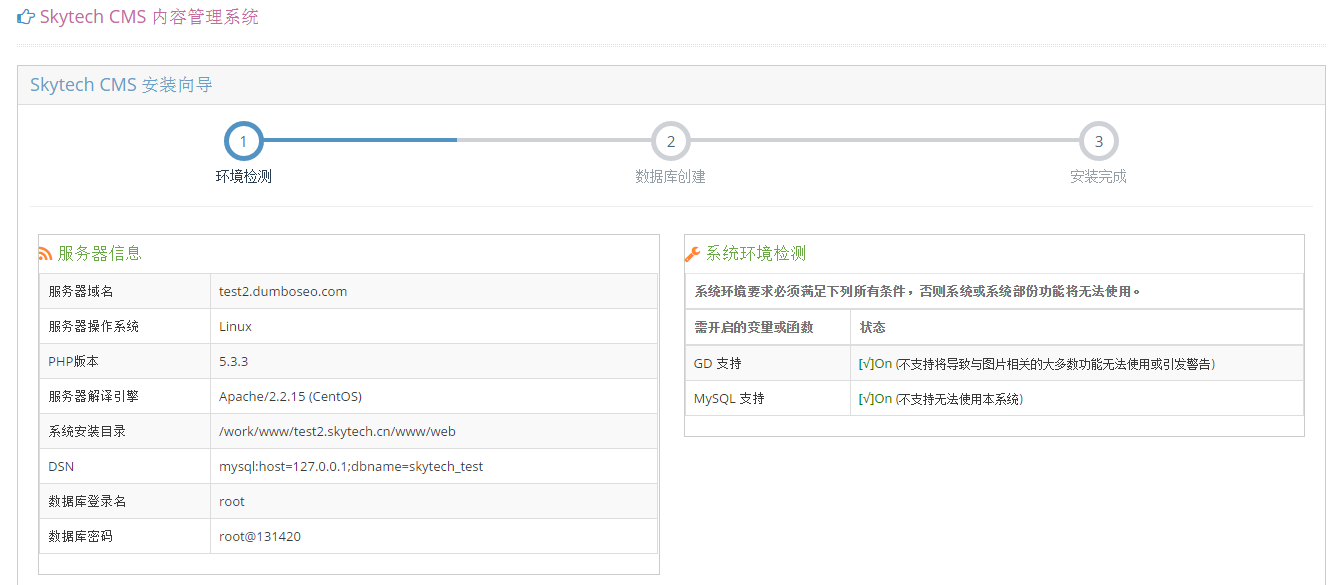 Skytech CMS 内容管理系统
Skytech CMS 安装向导
1
2
3
环境检测
数据库创建
安装完成
服务器信息
服务器域名 test2.dumboseo.com
服务器操作系统 Linux
PHP版本 5.3.3
服务器解译引擎 Apache/2.2.15 (CentOS)
系统安装目录 /work/www/test2.skytech.cn/www/web
DSN mysql:host=127.0.0.1;dbname=skytech_test
数据库登录名 root
数据库密码 root@131420
系统环境检测
系统环境要求必须满足下列所有条件，否则系统或系统部份功能将无法使用。
需开启的变量或函数 状态
GD 支持 [√]On (不支持将导致与图片相关的大多数功能无法使用或引发警告)
MySQL 支持 [√]On (不支持无法使用本系统)